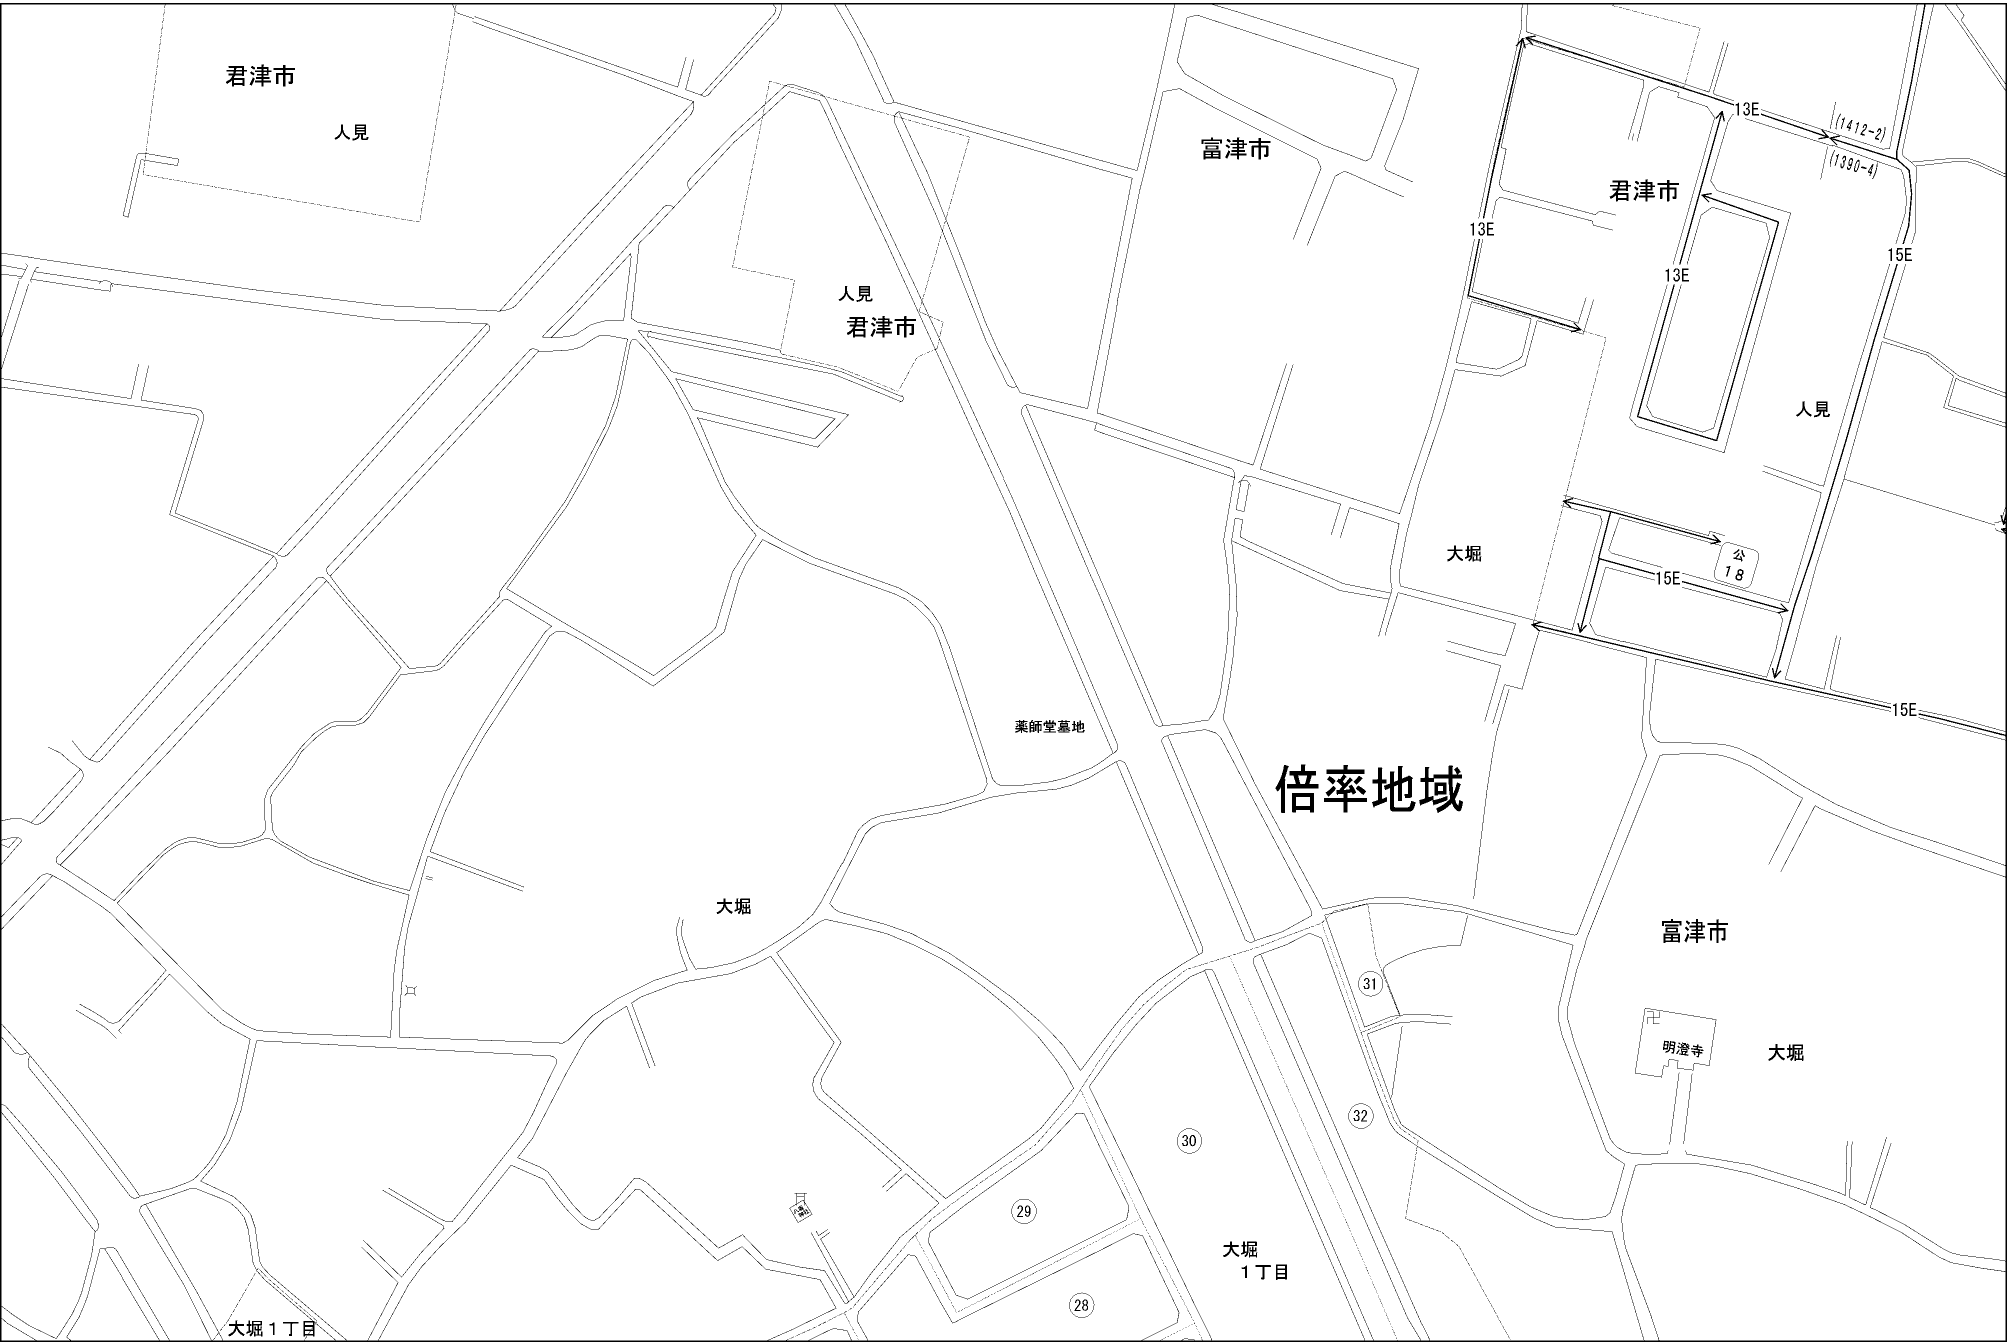 君津市
人見
富津市
13E
(1412-2)
(1390-4)
君津市
13E
13E
15E
人見
君津市
人見
大堀
公
18
15E
15E
薬師堂墓地
倍率地域
大堀
富津市
31
明澄寺
大堀
32
30
29
大堀
1丁目
28
大堀1丁目